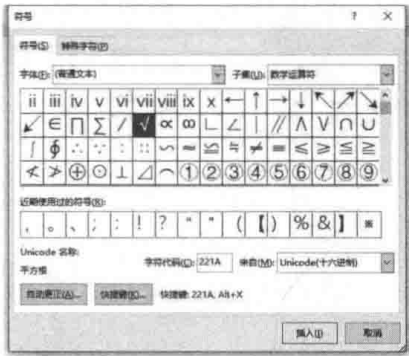 符号 ? ×
符号(S) 特殊字符(P)
字体(F): (普通文本) 子集(U): 数学运算符
ⅱ ⅲ ⅳ ⅴ ⅵ ⅶ ⅷ ⅸ ⅹ ← ↑ → ↓ ↖ ↗ ↘
↙ ∈ ∏ ∑ ∕ √ ∝ ∞ ∟ ∠ ∣ ∥ ∧ ∨ ∩ ∪
∫ ∮ ∴ ∵ ∶ ∷ ∽ ≈ ≌ ≒ ≠ ≡ ≤ ≥ ≦ ≧
≮ ≯ ⊕ ⊙ ⊥ ⊿ ⌒ ① ② ③ ④ ⑤ ⑥ ⑦ ⑧ ⑨
近期使用过的符号(R):
, 。 、 ; : ! ? “ ” ( 【 ) % & 】
Unicode 名称:
平方根
字符代码(C): 221A 来自(M): Unicode(十六进制)
自动更正(A)... 快捷键(K)... 快捷键: 221A, Alt+X
插入(I) 取消